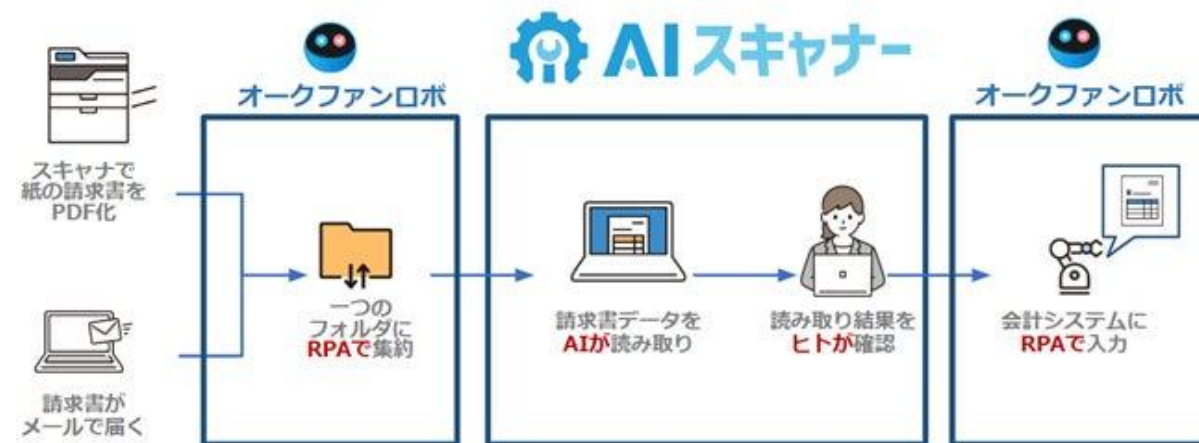 AIスキャナー
オークファンロボ
オークファンロボ
スキャナで
紙の請求書を
PDF化
請求書が
メールで届く
一つの
フォルダに
RPAで集約
請求書データを
AIが読み取り
読み取り結果を
ヒトが確認
会計システムに
RPAで入力